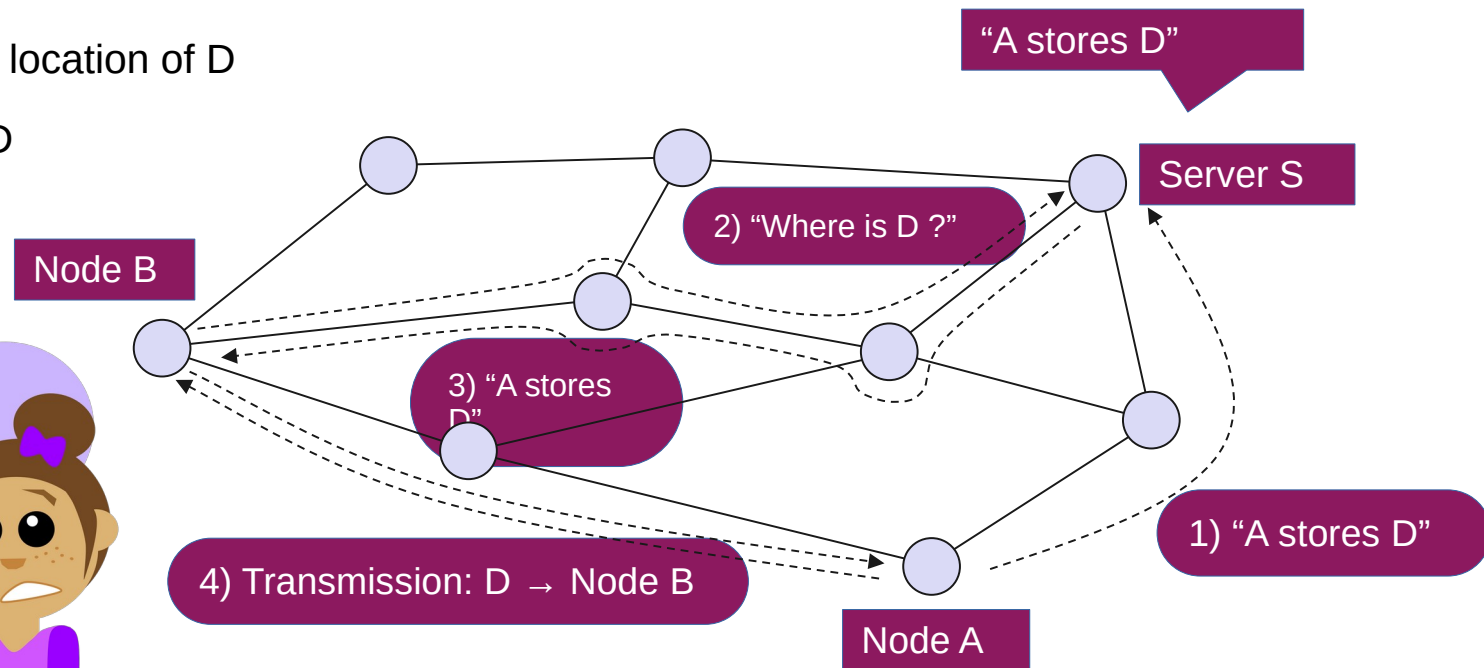 location of D
D
“A stores D”
Server S
2) “Where is D ?”
Node B
3) “A stores
D”
1) “A stores D”
4) Transmission: D → Node B
Node A